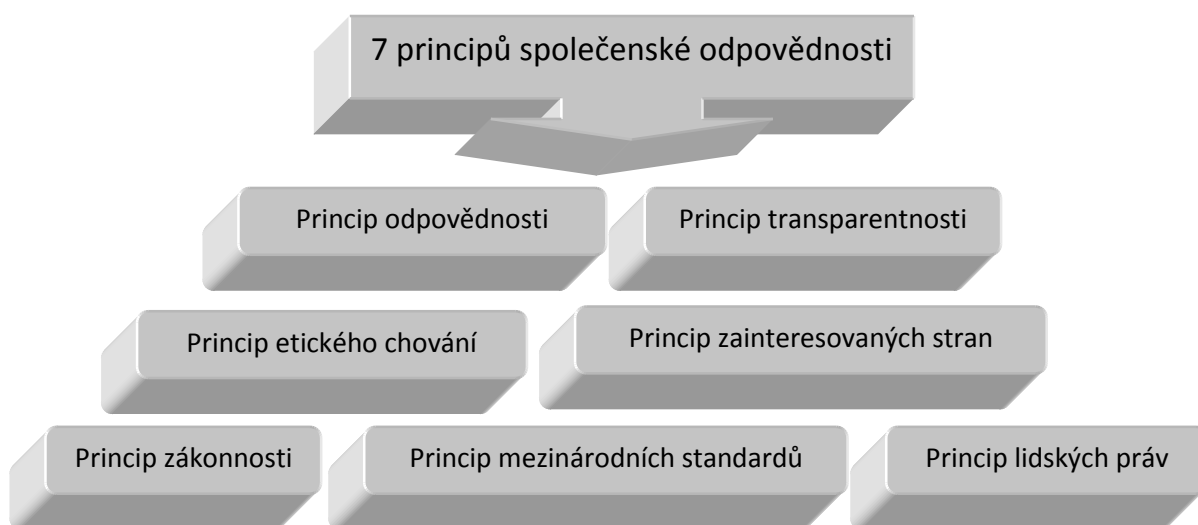 7 principů společenské odpovědnosti
Princip odpovědnosti
Princip transparentnosti
Princip etického chování
Princip zainteresovaných stran
Princip zákonnosti
Princip mezinárodních standardů
Princip lidských práv